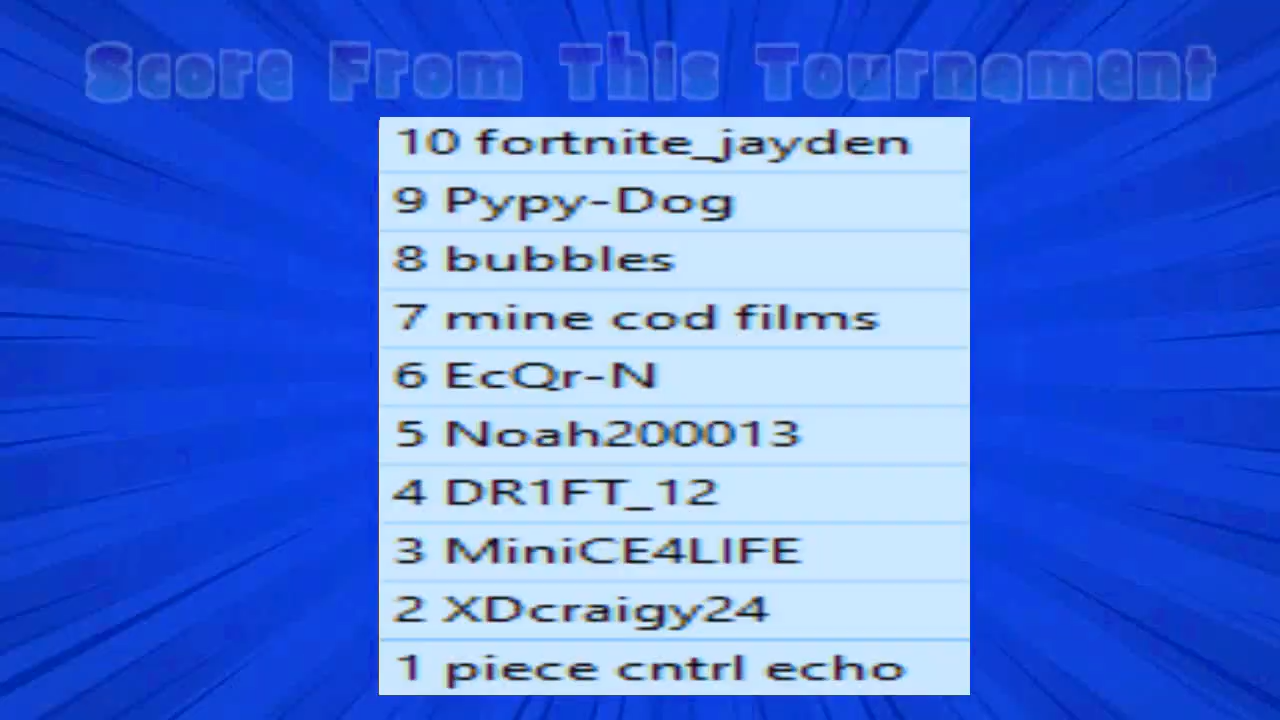 Score From This Tournament
10 fortnite_jayden
9 Pypy-Dog
8 bubbles
7 mine cod films
6 EcQr-N
5 Noah200013
4 DR1FT_12
3 MiniCE4LIFE
2 XDcraigy24
1 piece cntrl echo